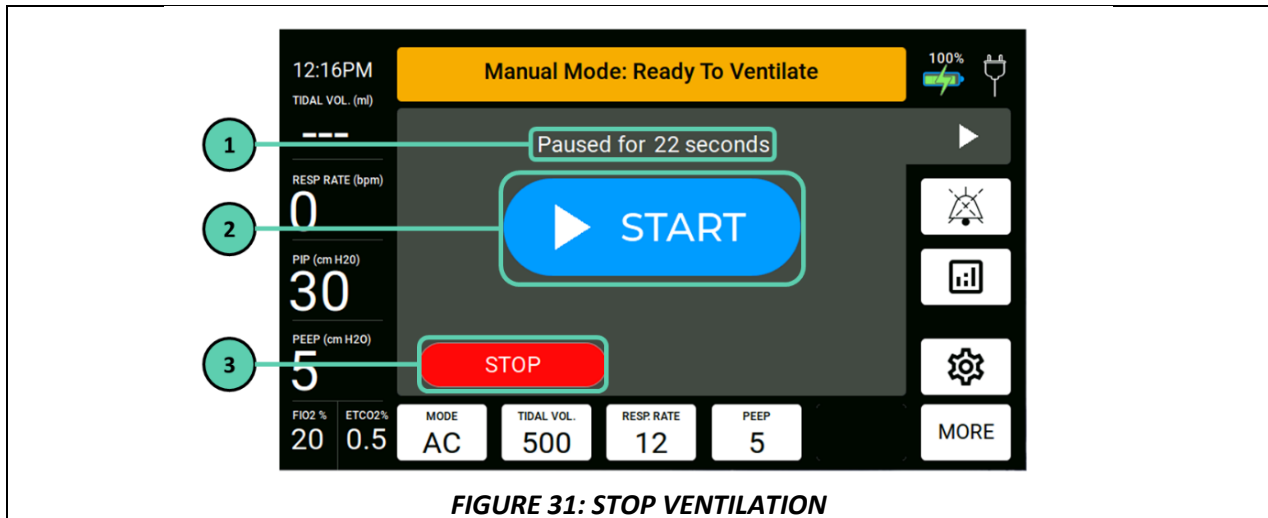 12:16PM
Manual Mode: Ready To Ventilate
100%
TIDAL VOL. (ml)
---
1
Paused for 22 seconds
RESP RATE (bpm)
0
2
START
PIP (cm H20)
30
PEEP (cm H2O)
5
3
STOP
FIO2 % ETCO2%
20 0.5
MODE
AC
TIDAL VOL.
500
RESP. RATE
12
PEEP
5
MORE
FIGURE 31: STOP VENTILATION